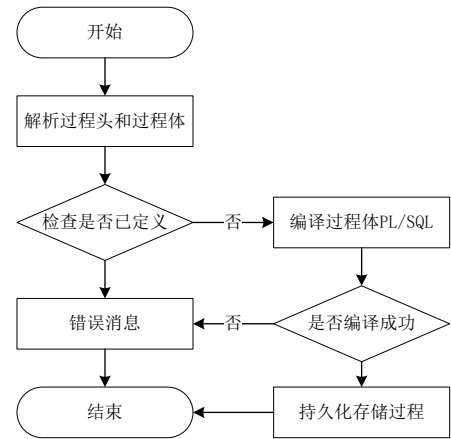 开始
解析过程头和过程体
检查是否已定义
否
编译过程体PL/SQL
错误消息
否
是否编译成功
结束
持久化存储过程